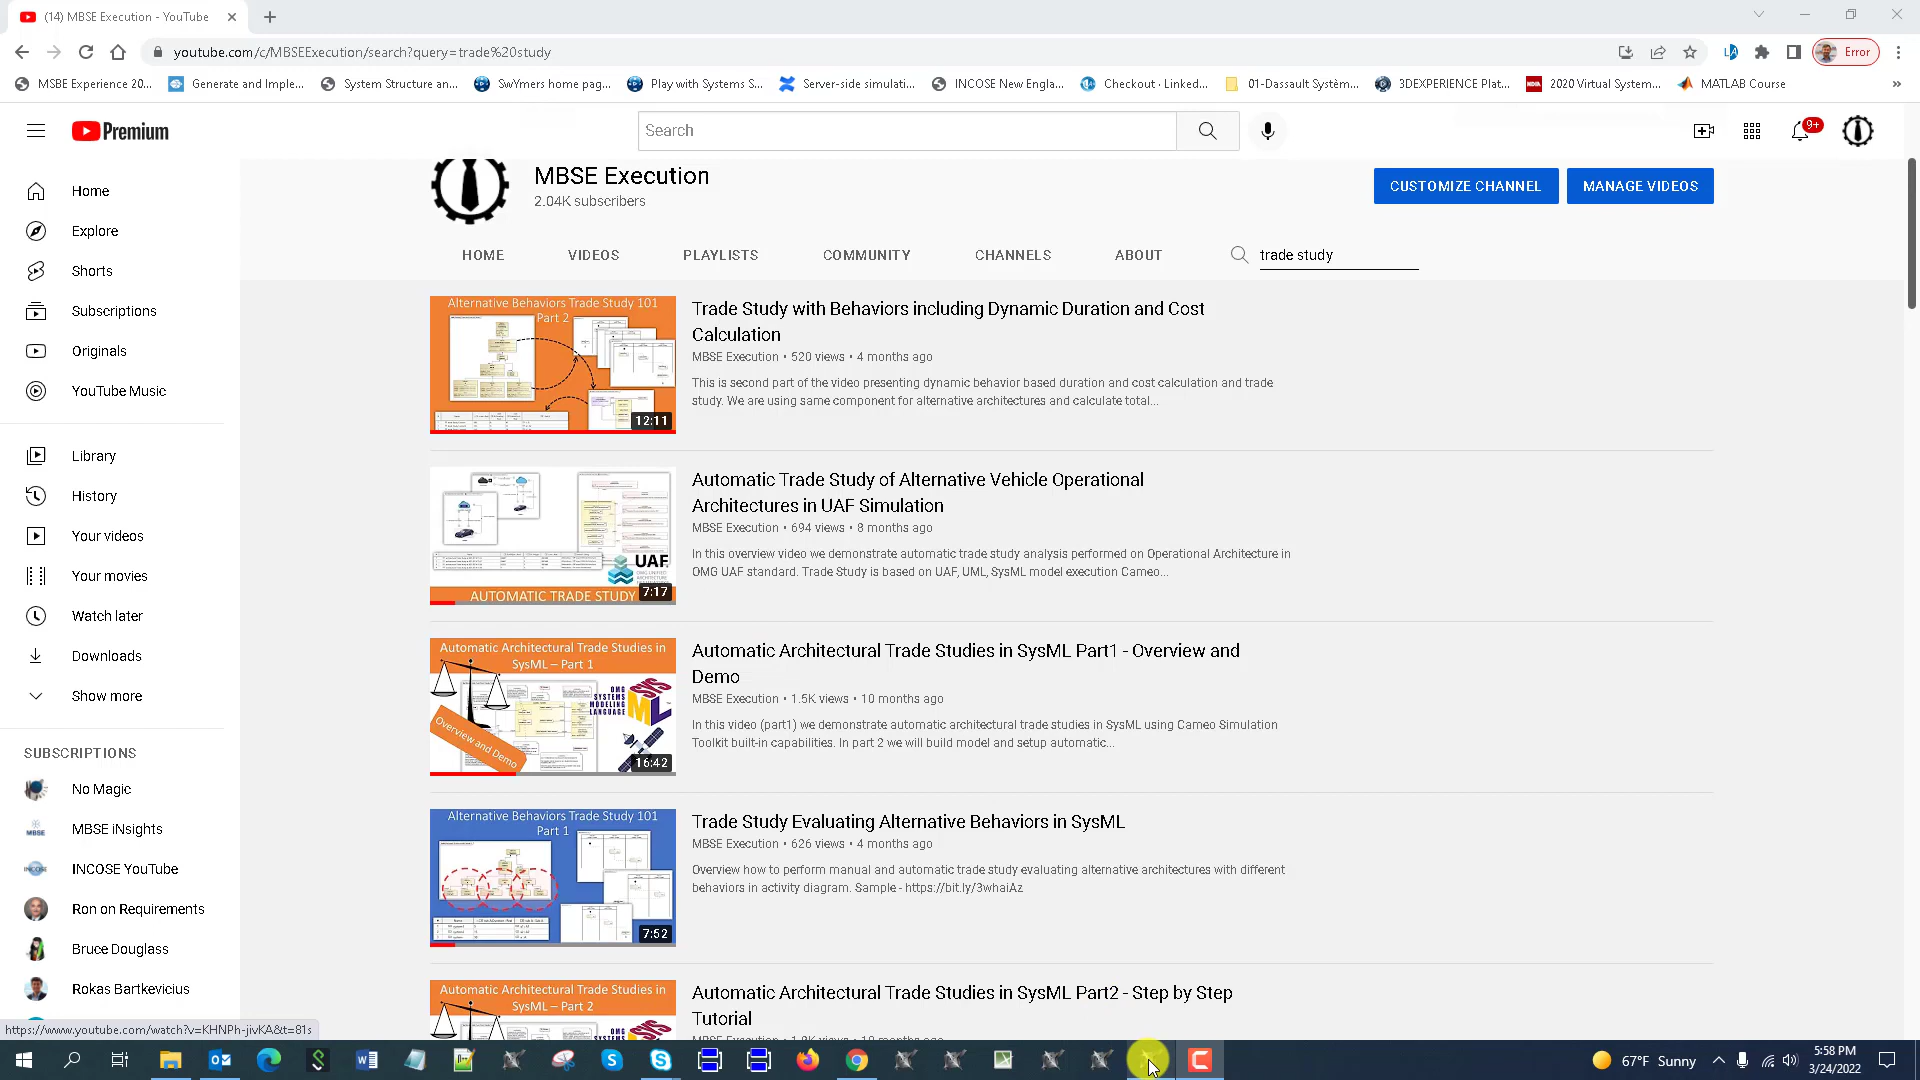 (14) MBSE Execution - YouTube
youtube.com/c/MBSEExecution/search?query=trade%20study
Error
MSBE Experience 20...
Generate and Imple...
System Structure an...
SwYmers home pag...
Play with Systems S...
Server-side simulati...
INCOSE New Engla...
Checkout · Linked...
01-Dassault Systèm...
3DEXPERIENCE Plat...
2020 Virtual System...
MATLAB Course
Premium
Search
9+
MBSE Execution
2.04K subscribers
CUSTOMIZE CHANNEL
MANAGE VIDEOS
HOME
VIDEOS
PLAYLISTS
COMMUNITY
CHANNELS
ABOUT
trade study
Home
Explore
Shorts
Subscriptions
Originals
YouTube Music
Library
History
Your videos
Your movies
Watch later
Downloads
Show more
SUBSCRIPTIONS
No Magic
MBSE iNsights
INCOSE YouTube
Ron on Requirements
Bruce Douglass
Rokas Bartkevicius
Alternative Behaviors Trade Study 101
Part 2
12:11
Trade Study with Behaviors including Dynamic Duration and Cost
Calculation
MBSE Execution • 520 views • 4 months ago
This is second part of the video presenting dynamic behavior based duration and cost calculation and trade
study. We are using same component for alternative architectures and calculate total...
UAF
AUTOMATIC TRADE STUDY
7:17
Automatic Trade Study of Alternative Vehicle Operational
Architectures in UAF Simulation
MBSE Execution • 694 views • 8 months ago
In this overview video we demonstrate automatic trade study analysis performed on Operational Architecture in
OMG UAF standard. Trade Study is based on UAF, UML, SysML model execution Cameo...
Automatic Architectural Trade Studies in
SysML – Part 1
OMG SYSTEMS
MODELING
LANGUAGE
Overview and Demo
16:42
Automatic Architectural Trade Studies in SysML Part1 - Overview and
Demo
MBSE Execution • 1.5K views • 10 months ago
In this video (part1) we demonstrate automatic architectural trade studies in SysML using Cameo Simulation
Toolkit built-in capabilities. In part 2 we will build model and setup automatic...
Alternative Behaviors Trade Study 101
Part 1
7:52
Trade Study Evaluating Alternative Behaviors in SysML
MBSE Execution • 626 views • 4 months ago
Overview how to perform manual and automatic trade study evaluating alternative architectures with different
behaviors in activity diagram. Sample - https://bit.ly/3whaiAz
Automatic Architectural Trade Studies in
SysML – Part 2
Automatic Architectural Trade Studies in SysML Part2 - Step by Step
Tutorial
https://www.youtube.com/watch?v=KHNPh-jivKA&t=81s
67°F Sunny
5:58 PM
3/24/2022